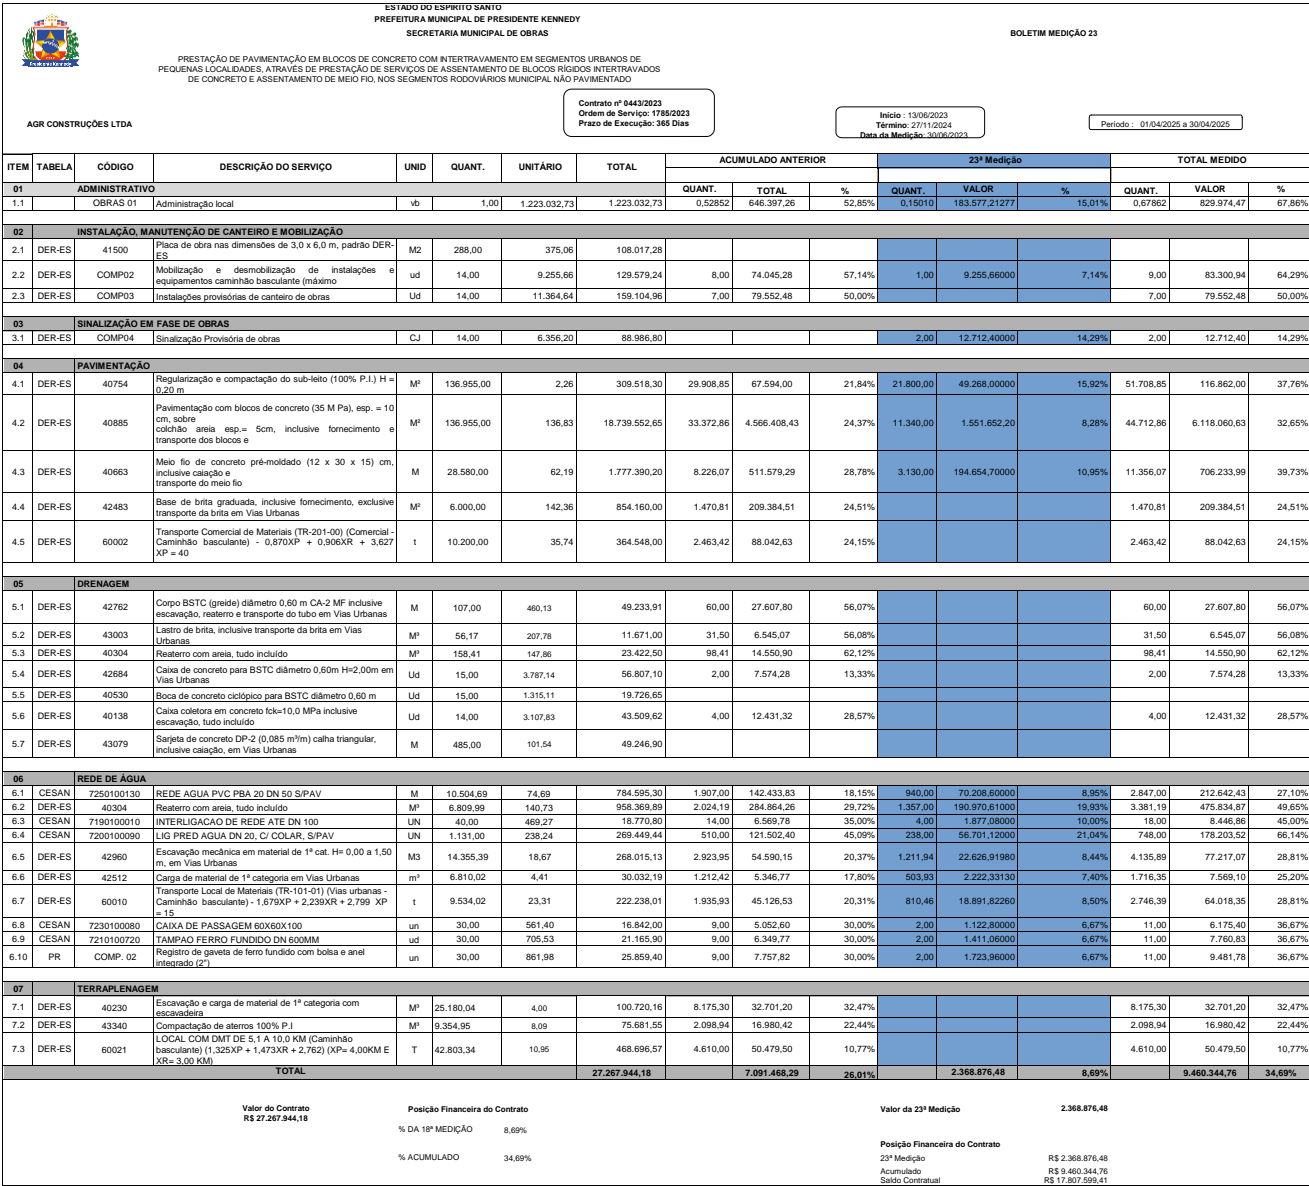 ESTADO DO ESPIRITO SANTO
PREFEITURA MUNICIPAL DE PRESIDENTE KENNEDY
SECRETARIA MUNICIPAL DE OBRAS
BOLETIM MEDIÇÃO 23
Presidente Kennedy
PRESTAÇÃO DE PAVIMENTAÇÃO EM BLOCOS DE CONCRETO COM INTERTRAVAMENTO EM SEGMENTOS URBANOS DE
PEQUENAS LOCALIDADES, ATRAVÉS DE PRESTAÇÃO DE SERVIÇOS DE ASSENTAMENTO DE BLOCOS RÍGIDOS INTERTRAVADOS
DE CONCRETO E ASSENTAMENTO DE MEIO FIO, NOS SEGMENTOS RODOVIÁRIOS MUNICIPAL NÃO PAVIMENTADO
Contrato nº 0443/2023
Ordem de Serviço: 1785/2023
Prazo de Execução: 365 Dias
AGR CONSTRUÇÕES LTDA
Início : 13/06/2023
Término: 27/11/2024
Data da Medição: 30/06/2023
Periodo : 01/04/2025 a 30/04/2025
ITEM TABELA CÓDIGO DESCRIÇÃO DO SERVIÇO UNID QUANT. UNITÁRIO TOTAL ACUMULADO ANTERIOR 23ª Medição TOTAL MEDIDO
01 ADMINISTRATIVO QUANT. TOTAL % QUANT. VALOR % QUANT. VALOR %
1.1 OBRAS 01 Administração local vb 1,00 1.223.032,73 1.223.032,73 0,52852 646.397,26 52,85% 0,15010 183.577,21277 15,01% 0,67862 829.974,47 67,86%
02 INSTALAÇÃO, MANUTENÇÃO DE CANTEIRO E MOBILIZAÇÃO
2.1 DER-ES 41500 Placa de obra nas dimensões de 3,0 x 6,0 m, padrão DER-
ES M2 288,00 375,06 108.017,28
2.2 DER-ES COMP02 Mobilização e desmobilização de instalações e
equipamentos caminhão basculante (máximo ud 14,00 9.255,66 129.579,24 8,00 74.045,28 57,14% 1,00 9.255,66000 7,14% 9,00 83.300,94 64,29%
2.3 DER-ES COMP03 Instalações provisórias de canteiro de obras Ud 14,00 11.364,64 159.104,96 7,00 79.552,48 50,00% 7,00 79.552,48 50,00%
03 SINALIZAÇÃO EM FASE DE OBRAS
3.1 DER-ES COMP04 Sinalização Provisória de obras CJ 14,00 6.356,20 88.986,80 2,00 12.712,40000 14,29% 2,00 12.712,40 14,29%
04 PAVIMENTAÇÃO
4.1 DER-ES 40754 Regularização e compactação do sub-leito (100% P.I.) H =
0,20 m M² 136.955,00 2,26 309.518,30 29.908,85 67.594,00 21,84% 21.800,00 49.268,00000 15,92% 51.708,85 116.862,00 37,76%
4.2 DER-ES 40885 Pavimentação com blocos de concreto (35 M Pa), esp. = 10
cm, sobre
colchão areia esp.= 5cm, inclusive fornecimento e
transporte dos blocos e M² 136.955,00 136,83 18.739.552,65 33.372,86 4.566.408,43 24,37% 11.340,00 1.551.652,20 8,28% 44.712,86 6.118.060,63 32,65%
4.3 DER-ES 40663 Meio fio de concreto pré-moldado (12 x 30 x 15) cm,
inclusive caiação e
transporte do meio fio M 28.580,00 62,19 1.777.390,20 8.226,07 511.579,29 28,78% 3.130,00 194.654,70000 10,95% 11.356,07 706.233,99 39,73%
4.4 DER-ES 42483 Base de brita graduada, inclusive fornecimento, exclusive
transporte da brita em Vias Urbanas M² 6.000,00 142,36 854.160,00 1.470,81 209.384,51 24,51% 1.470,81 209.384,51 24,51%
4.5 DER-ES 60002 Transporte Comercial de Materiais (TR-201-00) (Comercial -
Caminhão basculante) - 0,870XP + 0,906XR + 3,627
XP = 40 t 10.200,00 35,74 364.548,00 2.463,42 88.042,63 24,15% 2.463,42 88.042,63 24,15%
05 DRENAGEM
5.1 DER-ES 42762 Corpo BSTC (greide) diâmetro 0,60 m CA-2 MF inclusive
escavação, reaterro e transporte do tubo em Vias Urbanas M 107,00 460,13 49.233,91 60,00 27.607,80 56,07% 60,00 27.607,80 56,07%
5.2 DER-ES 43003 Lastro de brita, inclusive transporte da brita em Vias
Urbanas M³ 56,17 207,78 11.671,00 31,50 6.545,07 56,08% 31,50 6.545,07 56,08%
5.3 DER-ES 40304 Reaterro com areia, tudo incluído M³ 158,41 147,86 23.422,50 98,41 14.550,90 62,12% 98,41 14.550,90 62,12%
5.4 DER-ES 42684 Caixa de concreto para BSTC diâmetro 0,60m H=2,00m em
Vias Urbanas Ud 15,00 3.787,14 56.807,10 2,00 7.574,28 13,33% 2,00 7.574,28 13,33%
5.5 DER-ES 40530 Boca de concreto ciclópico para BSTC diâmetro 0,60 m Ud 15,00 1.315,11 19.726,65
5.6 DER-ES 40138 Caixa coletora em concreto fck=10,0 MPa inclusive
escavação, tudo incluído Ud 14,00 3.107,83 43.509,62 4,00 12.431,32 28,57% 4,00 12.431,32 28,57%
5.7 DER-ES 43079 Sarjeta de concreto DP-2 (0,085 m³/m) calha triangular,
inclusive caiação, em Vias Urbanas M 485,00 101,54 49.246,90
06 REDE DE ÁGUA
6.1 CESAN 7250100130 REDE AGUA PVC PBA 20 DN 50 S/PAV M 10.504,69 74,69 784.595,30 1.907,00 142.433,83 18,15% 940,00 70.208,60000 8,95% 2.847,00 212.642,43 27,10%
6.2 DER-ES 40304 Reaterro com areia, tudo incluído M³ 6.809,99 140,73 958.369,89 2.024,19 284.864,26 29,72% 1.357,00 190.970,61000 19,93% 3.381,19 475.834,87 49,65%
6.3 CESAN 7190100010 INTERLIGACAO DE REDE ATE DN 100 UN 40,00 469,27 18.770,80 14,00 6.569,78 35,00% 4,00 1.877,08000 10,00% 18,00 8.446,86 45,00%
6.4 CESAN 7200100090 LIG PRED AGUA DN 20, C/ COLAR, S/PAV UN 1.131,00 238,24 269.449,44 510,00 121.502,40 45,09% 238,00 56.701,12000 21,04% 748,00 178.203,52 66,14%
6.5 DER-ES 42960 Escavação mecânica em material de 1ª cat. H= 0,00 a 1,50
m, em Vias Urbanas M3 14.355,39 18,67 268.015,13 2.923,95 54.590,15 20,37% 1.211,94 22.626,91980 8,44% 4.135,89 77.217,07 28,81%
6.6 DER-ES 42512 Carga de material de 1ª categoria em Vias Urbanas m³ 6.810,02 4,41 30.032,19 1.212,42 5.346,77 17,80% 503,93 2.222,33130 7,40% 1.716,35 7.569,10 25,20%
6.7 DER-ES 60010 Transporte Local de Materiais (TR-101-01) (Vias urbanas -
Caminhão basculante) - 1,679XP + 2,239XR + 2,799 XP
= 15 t 9.534,02 23,31 222.238,01 1.935,93 45.126,53 20,31% 810,46 18.891,82260 8,50% 2.746,39 64.018,35 28,81%
6.8 CESAN 7230100080 CAIXA DE PASSAGEM 60X60X100 un 30,00 561,40 16.842,00 9,00 5.052,60 30,00% 2,00 1.122,80000 6,67% 11,00 6.175,40 36,67%
6.9 CESAN 7210100720 TAMPAO FERRO FUNDIDO DN 600MM ud 30,00 705,53 21.165,90 9,00 6.349,77 30,00% 2,00 1.411,06000 6,67% 11,00 7.760,83 36,67%
6.10 PR COMP. 02 Registro de gaveta de ferro fundido com bolsa e anel
integrado (2") un 30,00 861,98 25.859,40 9,00 7.757,82 30,00% 2,00 1.723,96000 6,67% 11,00 9.481,78 36,67%
07 TERRAPLENAGEM
7.1 DER-ES 40230 Escavação e carga de material de 1ª categoria com
escavadeira M³ 25.180,04 4,00 100.720,16 8.175,30 32.701,20 32,47% 8.175,30 32.701,20 32,47%
7.2 DER-ES 43340 Compactação de aterros 100% P.I M³ 9.354,95 8,09 75.681,55 2.098,94 16.980,42 22,44% 2.098,94 16.980,42 22,44%
7.3 DER-ES 60021 LOCAL COM DMT DE 5,1 A 10,0 KM (Caminhão
basculante) (1,325XP + 1,473XR + 2,762) (XP= 4,00KM E
XR= 3,00 KM) T 42.803,34 10,95 468.696,57 4.610,00 50.479,50 10,77% 4.610,00 50.479,50 10,77%
TOTAL 27.267.944,18 7.091.468,29 26,01% 2.368.876,48 8,69% 9.460.344,76 34,69%
Valor do Contrato
R$ 27.267.944,18
Posição Financeira do Contrato
% DA 18ª MEDIÇÃO 8,69%
% ACUMULADO 34,69%
Valor da 23ª Medição 2.368.876,48
Posição Financeira do Contrato
23ª Medição R$ 2.368.876,48
Acumulado R$ 9.460.344,76
Saldo Contratual R$ 17.807.599,41